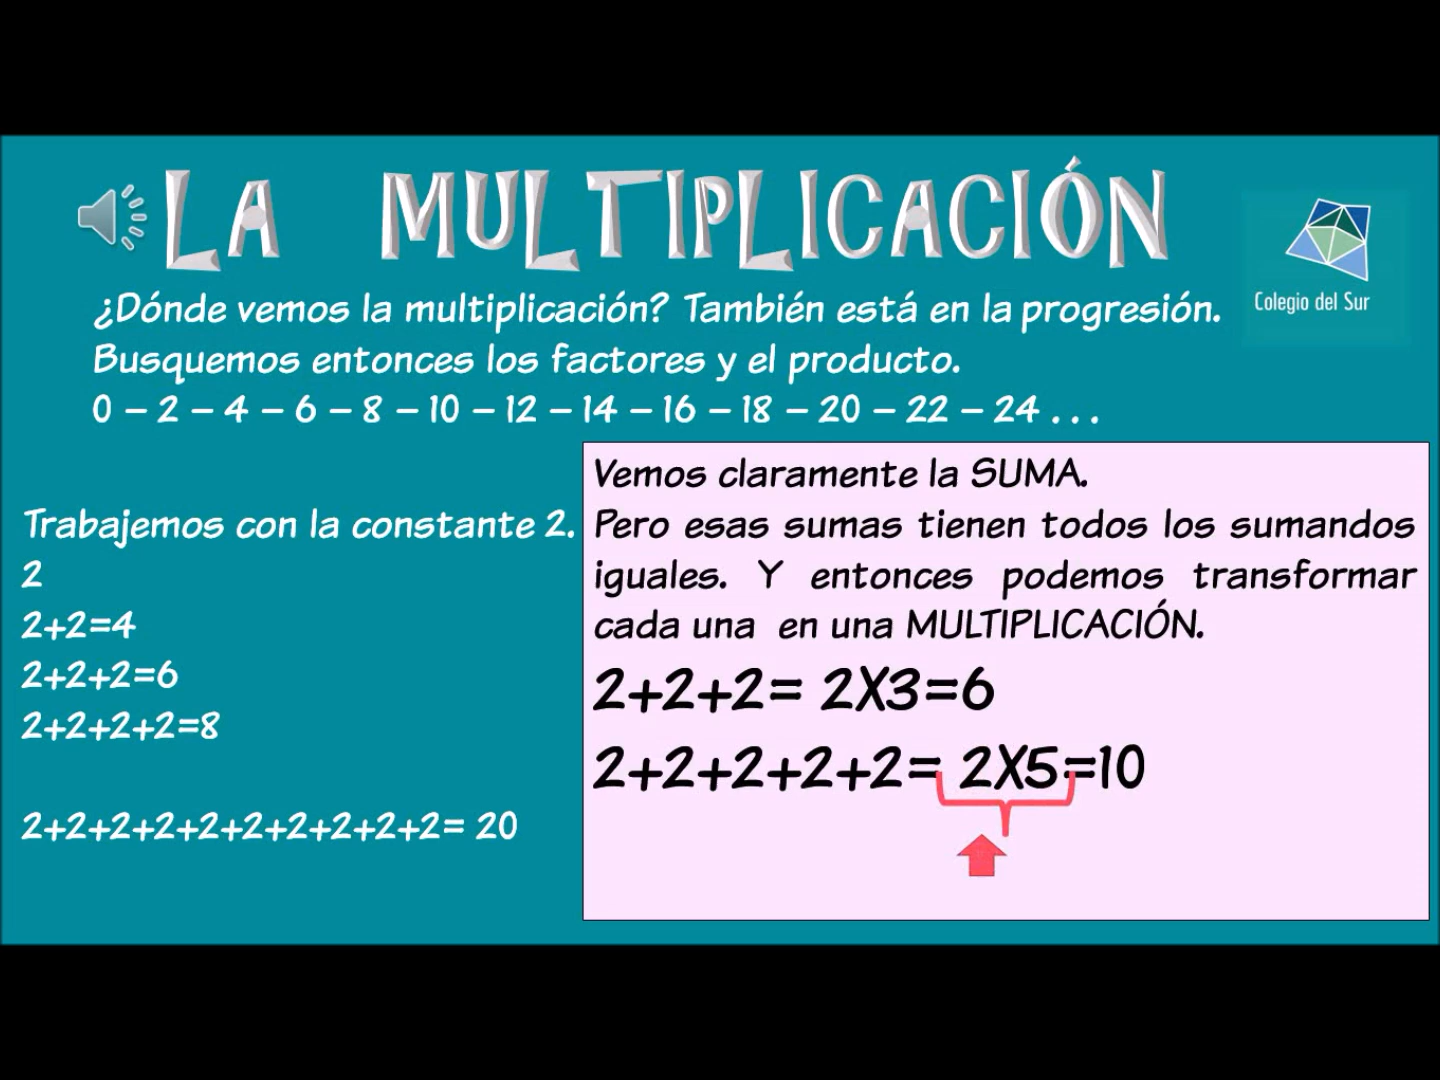 LA MULTIPLICACIÓN
Colegio del Sur
¿Dónde vemos la multiplicación? También está en la progresión.
Busquemos entonces los factores y el producto.
0 – 2 – 4 – 6 – 8 – 10 – 12 – 14 – 16 – 18 – 20 – 22 – 24 . . .
Trabajemos con la constante 2.
2
2+2=4
2+2+2=6
2+2+2+2=8
2+2+2+2+2+2+2+2+2+2= 20
Vemos claramente la SUMA.
Pero esas sumas tienen todos los sumandos
iguales. Y entonces podemos transformar
cada una en una MULTIPLICACIÓN.
2+2+2= 2X3=6
2+2+2+2+2= 2X5=10